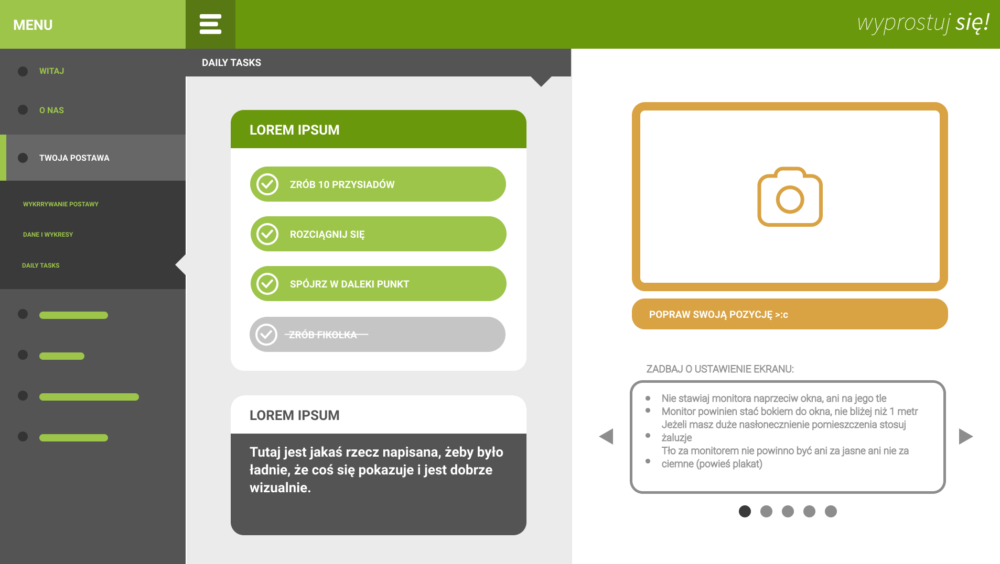 MENU
wyprostuj się!
WITAJ
O NAS
TWOJA POSTAWA
WYKRRYWANIE POSTAWY
DANE I WYKRESY
DAILY TASKS
DAILY TASKS
LOREM IPSUM
ZRÓB 10 PRZYSIADÓW
ROZCIĄGNIJ SIĘ
SPÓJRZ W DALEKI PUNKT
ZRÓB FIKOLKA
LOREM IPSUM
Tutaj jest jakaś rzecz napisana, żeby było
ładnie, że coś się pokazuje i jest dobrze
wizualnie.
POPRAW SWOJĄ POZYCJĘ >:c
ZADBAJ O USTAWIENIE EKRANU:
Nie stawiaj monitora naprzeciw okna, ani na jego tle
Monitor powinien stać bokiem do okna, nie bliżej niż 1 metr
Jeżeli masz duże nasłonecznienie pomieszczenia stosuj
żaluzje
Tło za monitorem nie powinno być ani za jasne ani nie za
ciemne (powieś plakat)